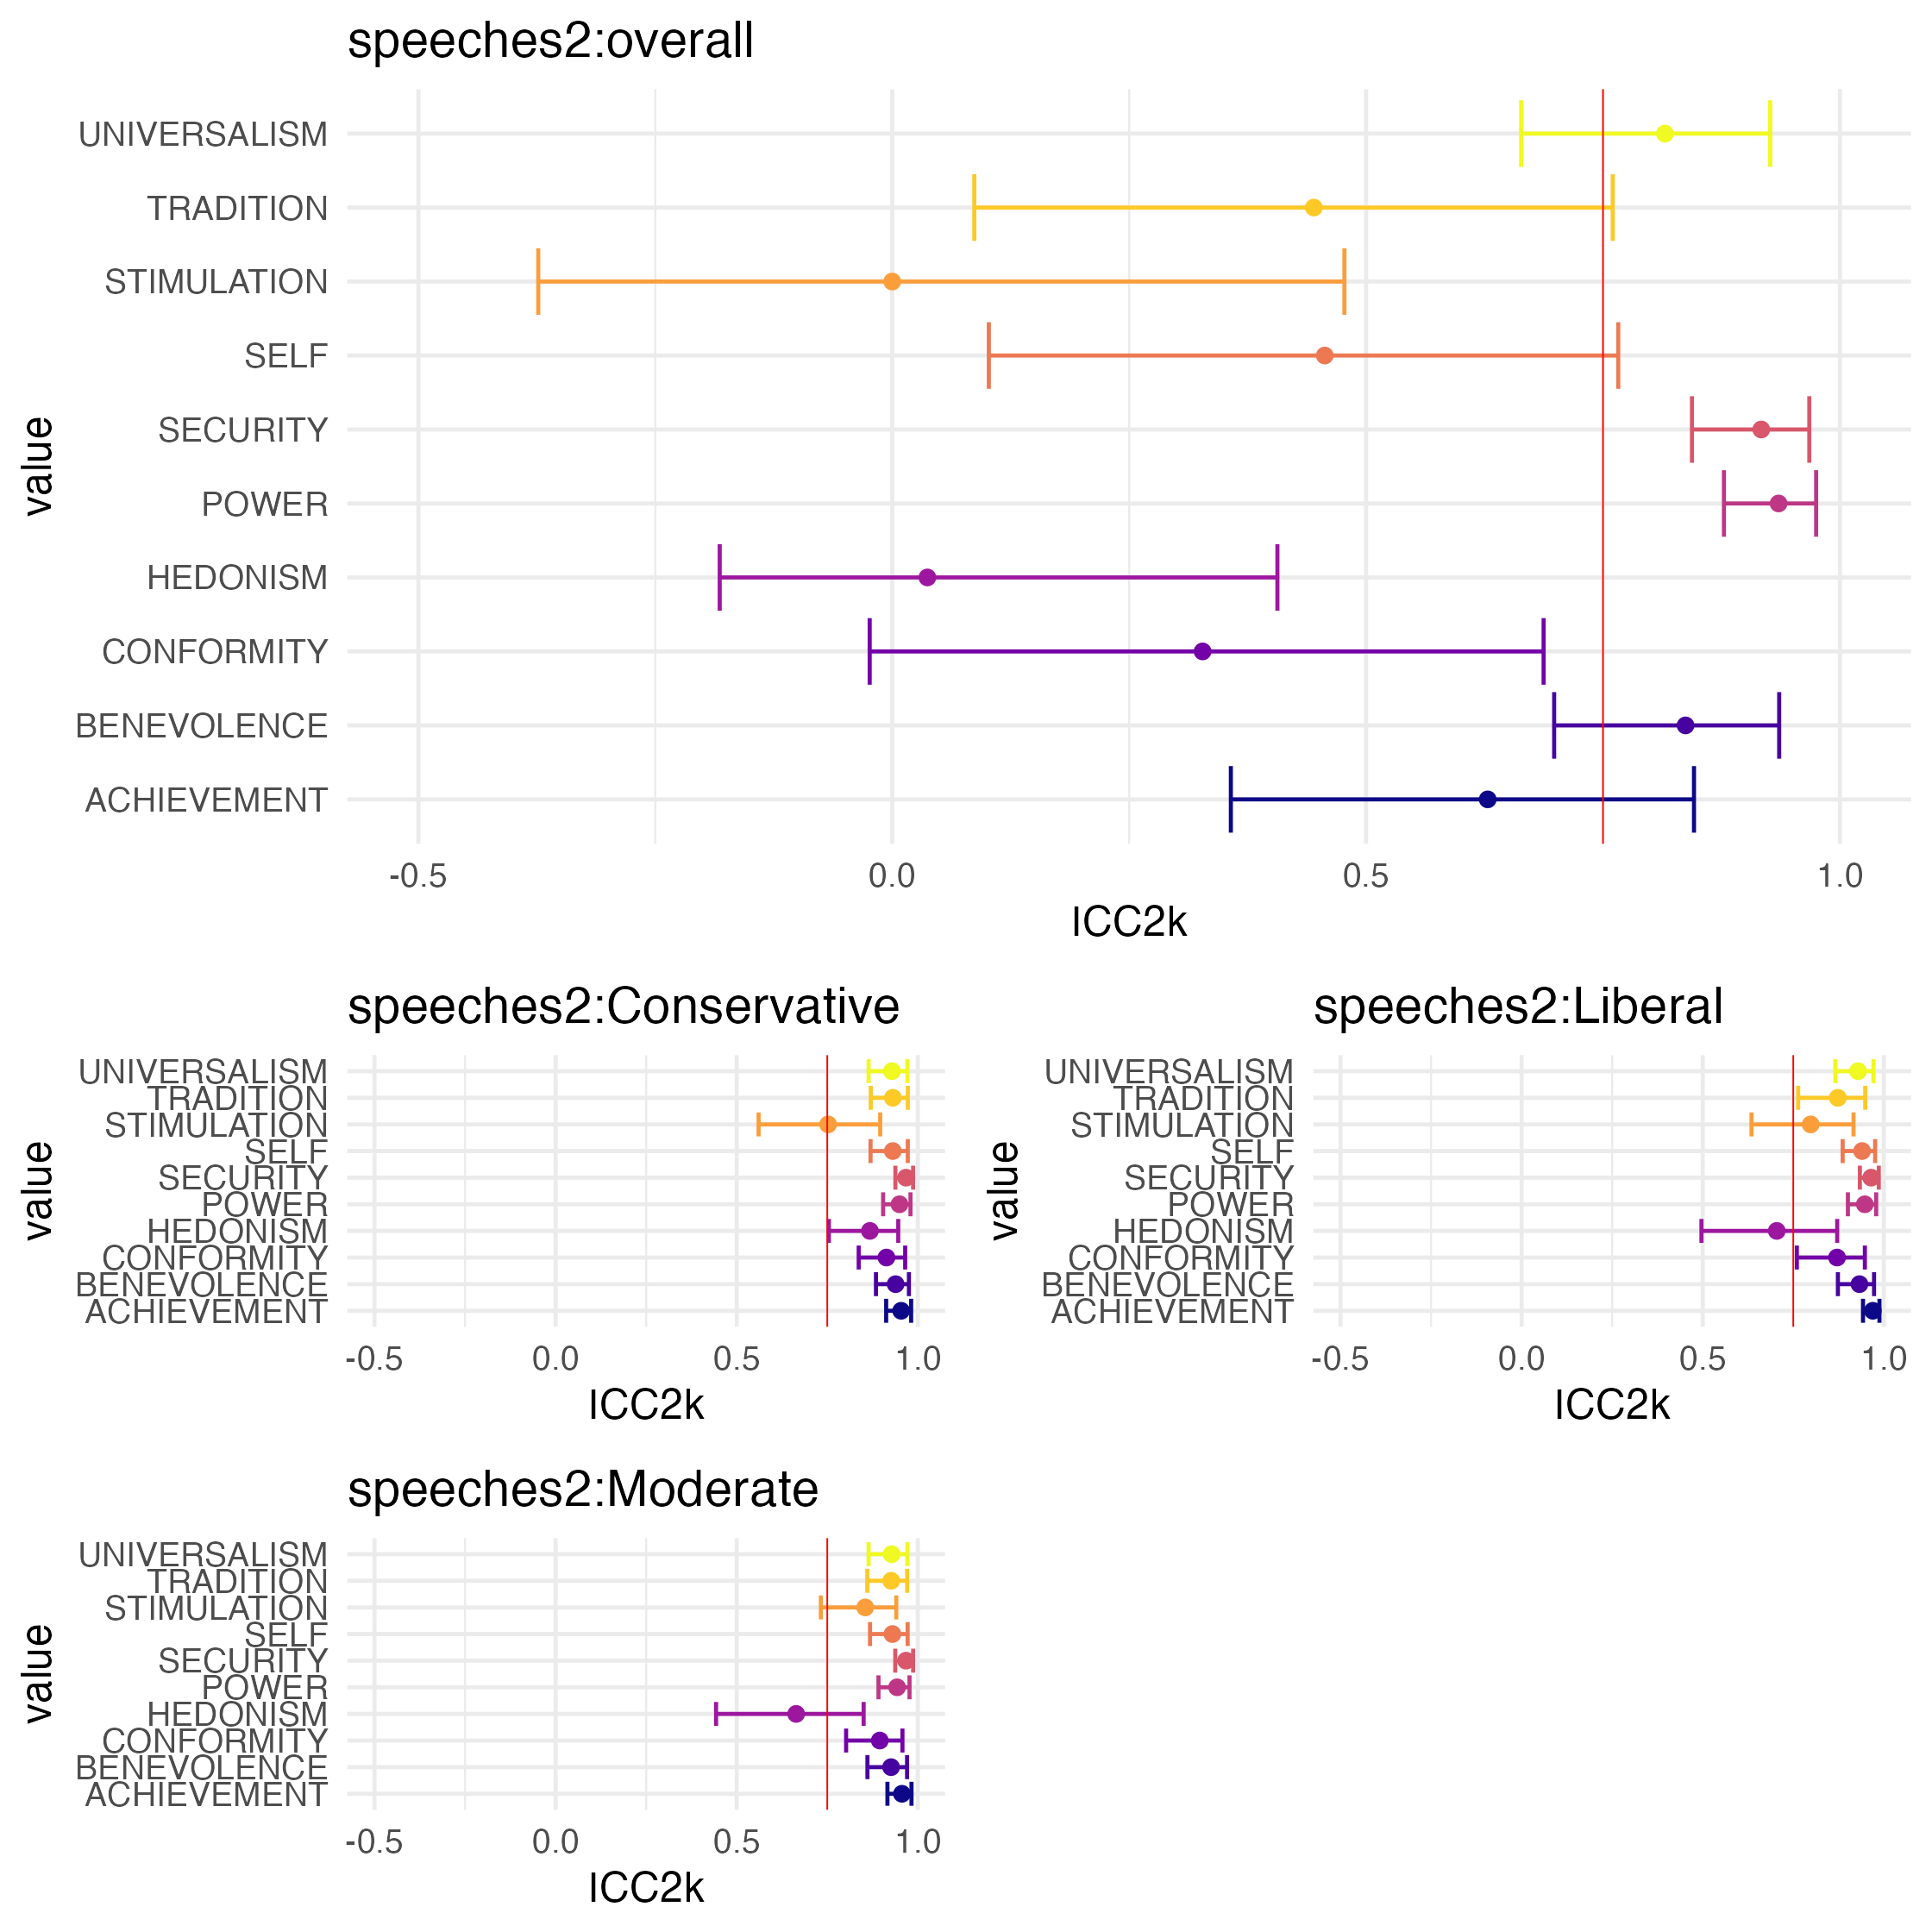 speeches2:overall
UNIVERSALISM
TRADITION
STIMULATION
SELF
SECURITY
POWER
HEDONISM
CONFORMITY
BENEVOLENCE
ACHIEVEMENT
value
-0.5 0.0 0.5 1.0
ICC2k
speeches2:Conservative
UNIVERSALISM
TRADITION
STIMULATION
SELF
SECURITY
POWER
HEDONISM
CONFORMITY
BENEVOLENCE
ACHIEVEMENT
value
-0.5 0.0 0.5 1.0
ICC2k
speeches2:Liberal
UNIVERSALISM
TRADITION
STIMULATION
SELF
SECURITY
POWER
HEDONISM
CONFORMITY
BENEVOLENCE
ACHIEVEMENT
value
-0.5 0.0 0.5 1.0
ICC2k
speeches2:Moderate
UNIVERSALISM
TRADITION
STIMULATION
SELF
SECURITY
POWER
HEDONISM
CONFORMITY
BENEVOLENCE
ACHIEVEMENT
value
-0.5 0.0 0.5 1.0
ICC2k